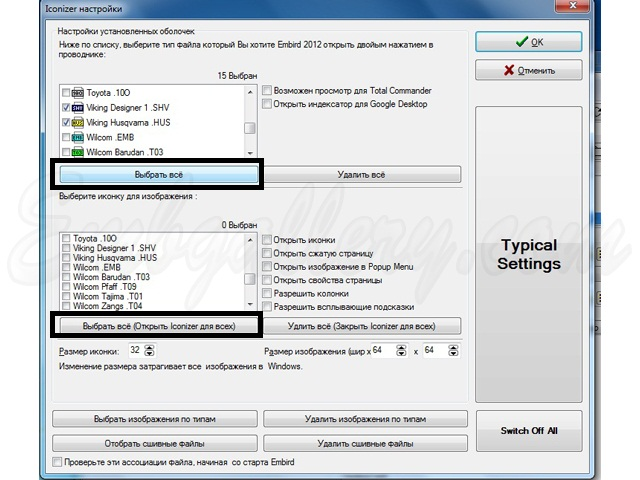 Iconizer настройки
Настройки установленных оболочек
Ниже по списку, выберите тип файла который Вы хотите Embird 2012 открыть двойым нажатием в
проводнике:
15 Выбран
Toyota .10O
Viking Designer 1 .SHV
Viking Husqvarna .HUS
Wilcom .EMB
Wilcom Barudan .T03
Возможен просмотр для Total Commander
Открыть индексатор для Google Desktop
Выбрать всё
Удалить всё
Выберите иконку для изображения :
0 Выбран
Toyota .10O
Viking Designer 1 .SHV
Viking Husqvarna .HUS
Wilcom .EMB
Wilcom Barudan .T03
Wilcom Pfaff .T09
Wilcom Tajima .T01
Wilcom Zangs .T04
Открыть иконки
Открыть сжатую страницу
Открыть изображение в Popup Menu
Открыть свойства страницы
Разрешить колонки
Разрешить всплывающие подсказки
Выбрать всё (Открыть Iconizer для всех)
Удлить всё (Закрыть Iconizer для всех)
Размер иконки: 32
Размер изображения (шир x 64 x 64
Изменение размера затрагивает все изображения в Windows.
Выбрать изображения по типам
Удалить изображения по типам
Отобрать сшивные файлы
Удалить сшивные файлы
Проверьте эти ассоциации файла, начиная со старта Embird
OK
Отменить
Typical
Settings
Switch Off All
Embgallery.com